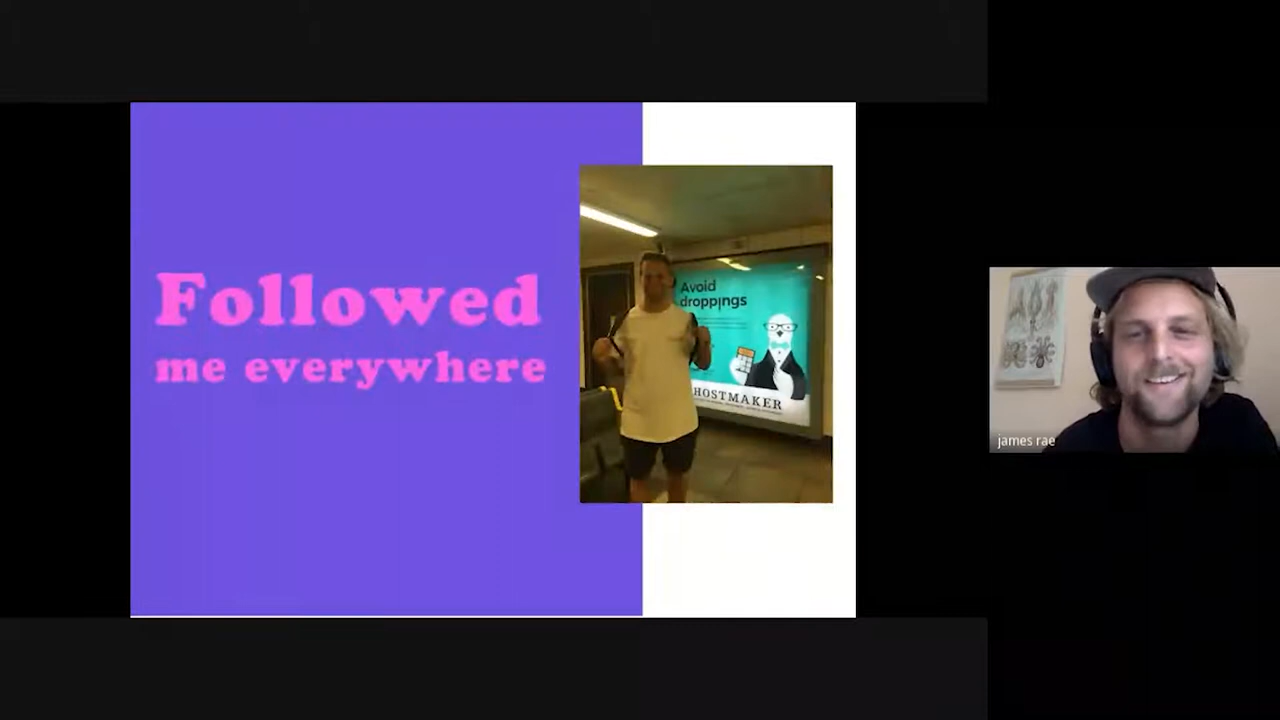 Followed
me everywhere
Avoid
droppings
HOSTMAKER
james rae